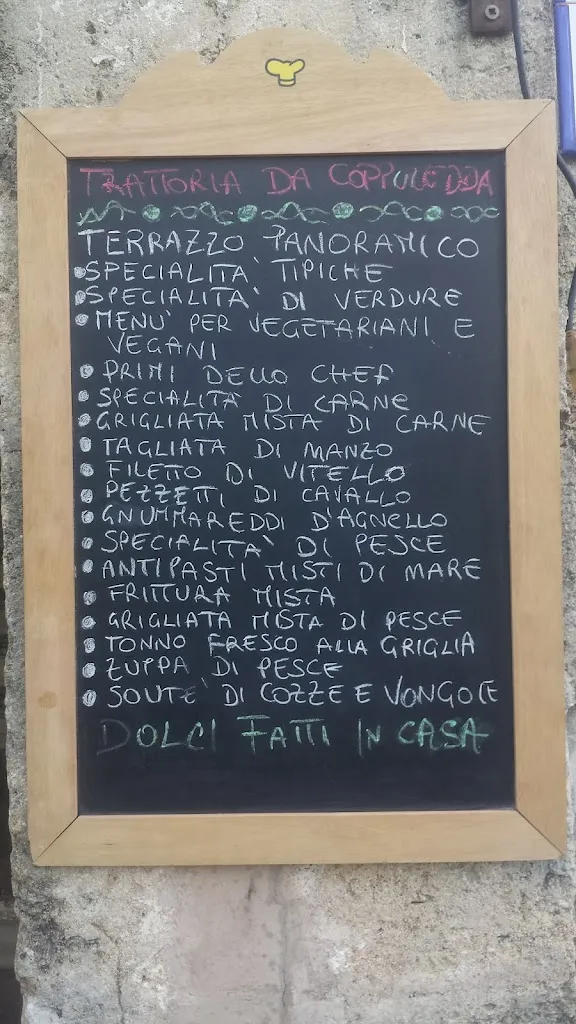 TRATTORIA DA COPPULEDDA
TERRAZZO PANORAMICO
SPECIALITA' TIPICHE
SPECIALITA' DI VERDURE
MENU' PER VEGETARIANI E
VEGANI
PRIMI DELLO CHEF
SPECIALITA' DI CARNE
GRIGLIATA MISTA DI CARNE
TAGLIATA DI MANZO
FILETTO DI VITELLO
PEZZETTI DI CAVALLO
GNUMMAREDDI D'AGNELLO
SPECIALITA' DI PESCE
ANTIPASTI MISTI DI MARE
FRITTURA MISTA
GRIGLIATA MISTA DI PESCE
TONNO FRESCO ALLA GRIGLIA
ZUPPA DI PESCE
SOUTE' DI COZZE E VONGOLE
DOLCI FATTI IN CASA